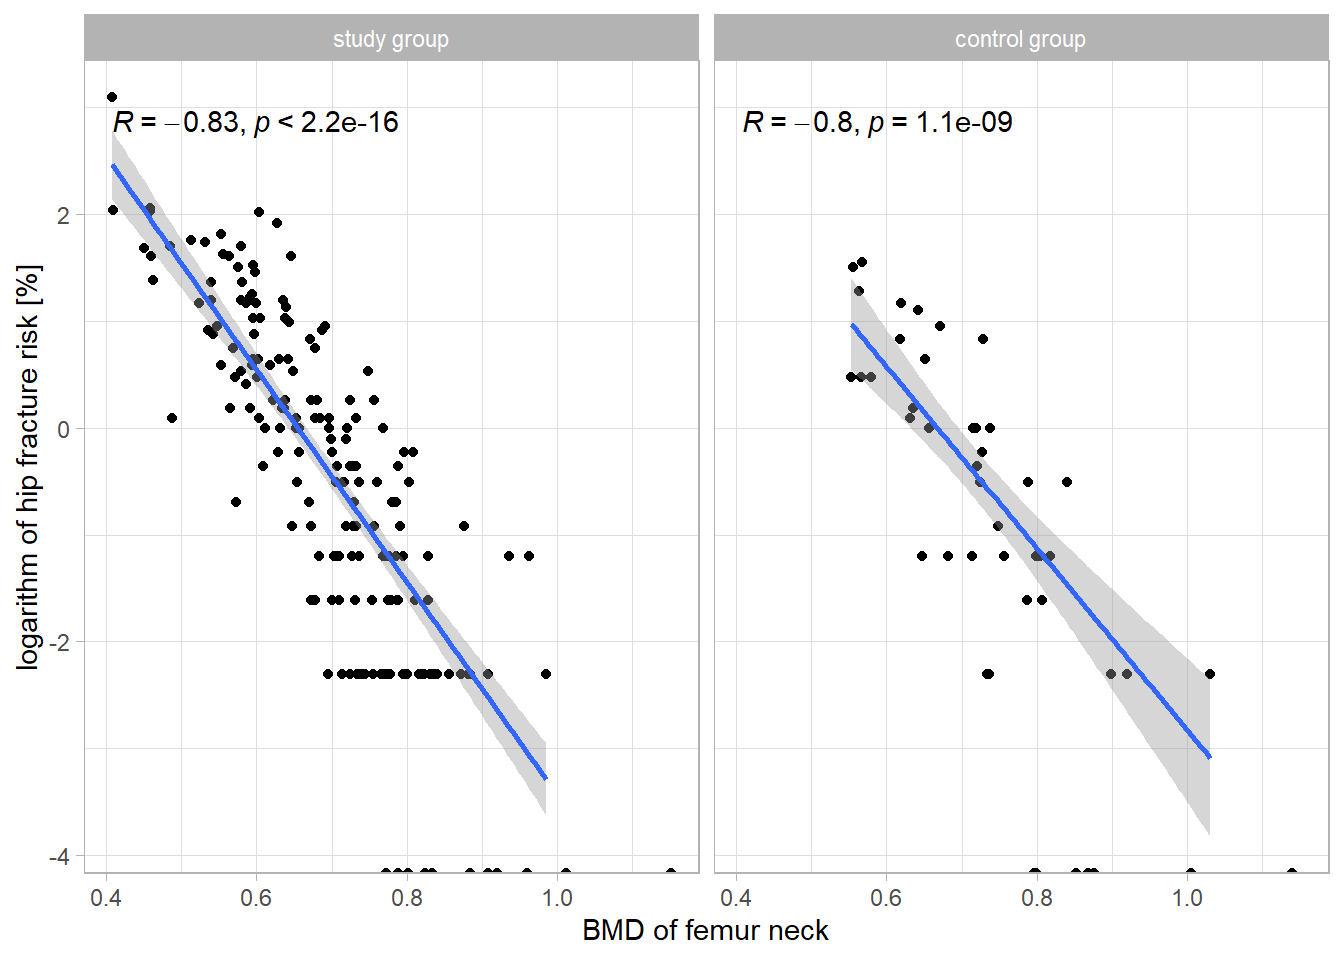 study group
control group
R = −0.83, p < 2.2e-16
R = −0.8, p = 1.1e-09
logarithm of hip fracture risk [%]
2
0
-2
-4
0.4
0.6
0.8
1.0
0.4
0.6
0.8
1.0
BMD of femur neck